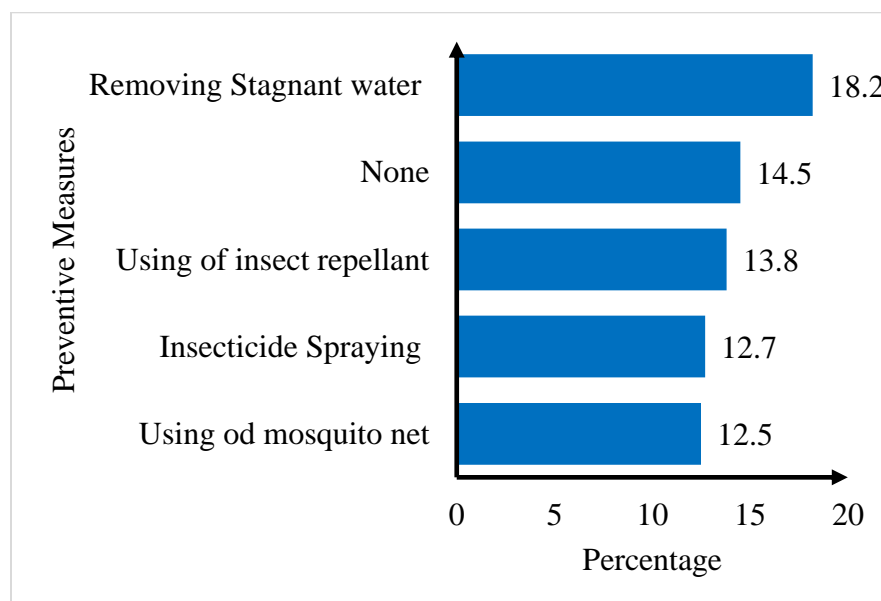 Preventive Measures
Removing Stagnant water
18.2
None
14.5
Using of insect repellant
13.8
Insecticide Spraying
12.7
Using od mosquito net
12.5
0 5 10 15 20
Percentage